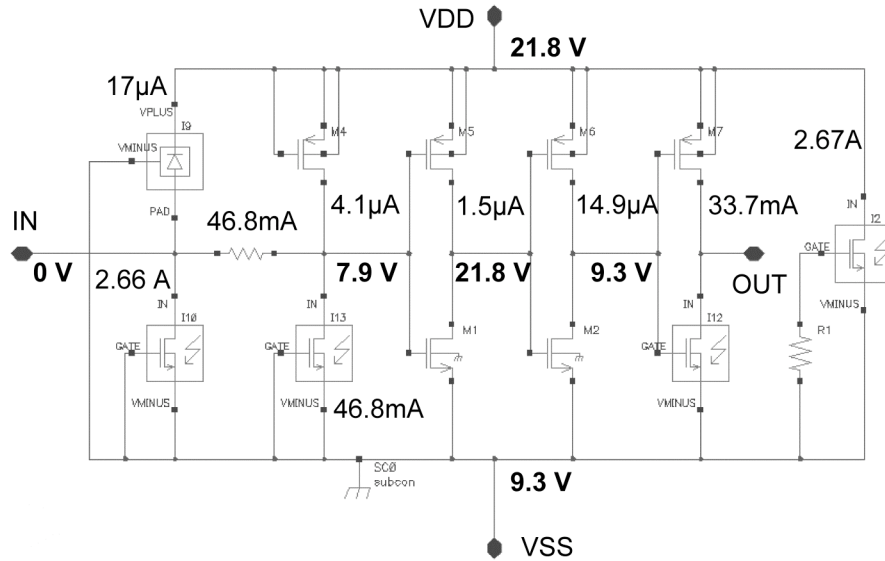 VDD
21.8 V
17µA
VPLUS
I9
M4
M5
M6
M7
2.67A
VMINUS
PAD
IN
46.8mA
4.1µA
1.5µA
14.9µA
33.7mA
IN
I2
GATE
0 V
2.66 A
7.9 V
21.8 V
9.3 V
OUT
IN
I10
IN
I13
M1
M2
IN
I12
VMINUS
R1
GATE
GATE
GATE
VMINUS
VMINUS
46.8mA
VMINUS
SC0
subcon
9.3 V
VSS